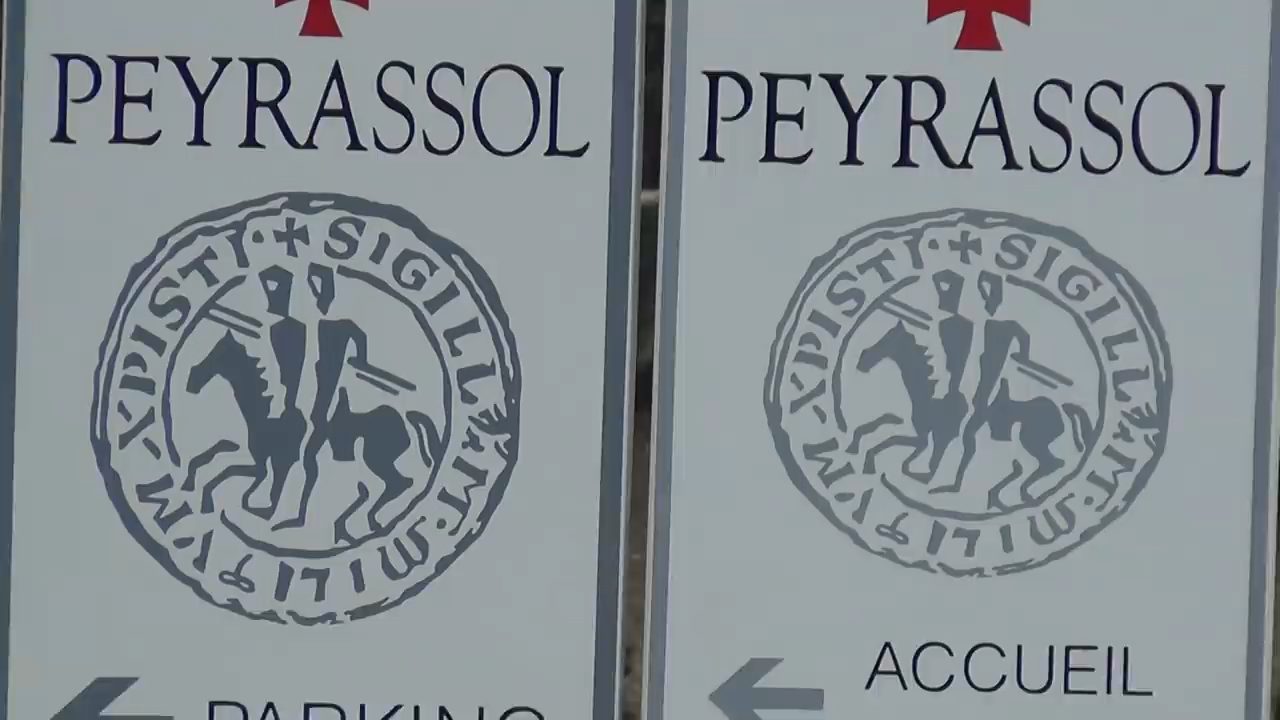 PEYRASSOL
✝SIGILLVM·MILITVM·XPISTI·
PARKING
PEYRASSOL
✝SIGILLVM·MILITVM·XPISTI·
ACCUEIL